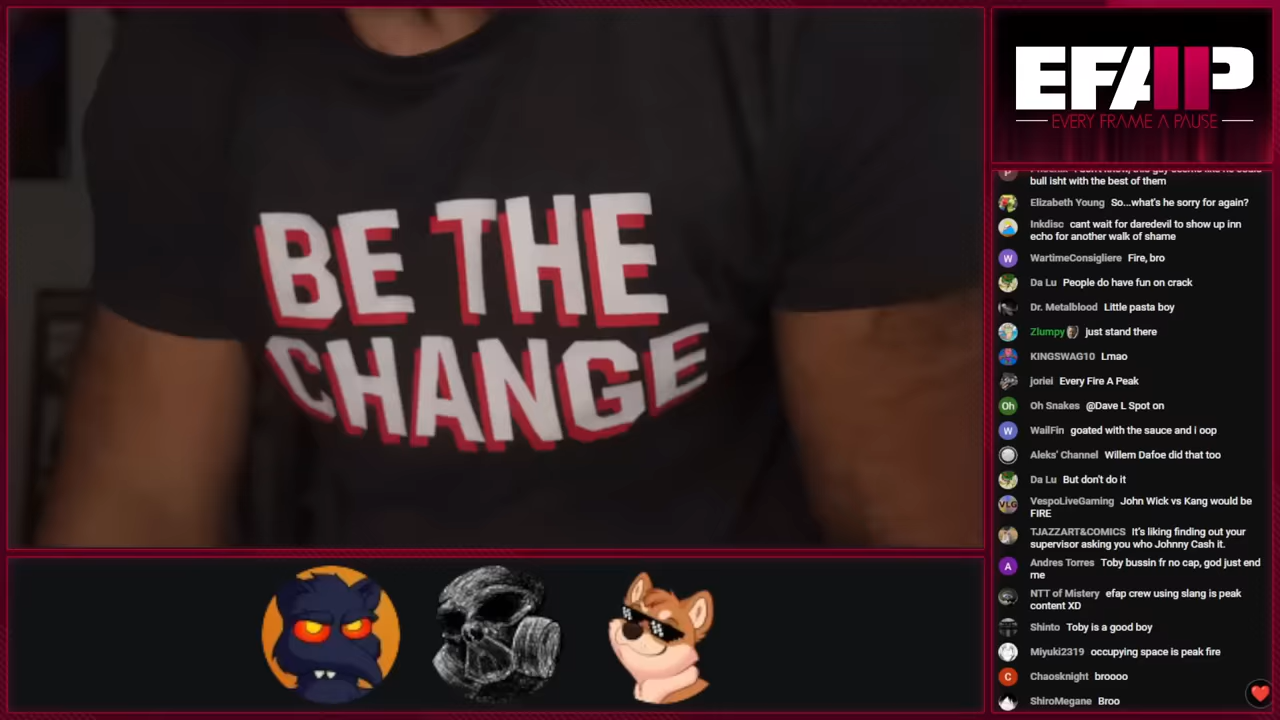 BE THE
CHANGE
EFAP
EVERY FRAME A PAUSE
bull isht with the best of them
Elizabeth Young So...what's he sorry for again?
Inkdisc cant wait for daredevil to show up inn
echo for another walk of shame
W WartimeConsigliere Fire, bro
Da Lu People do have fun on crack
Dr. Metalblood Little pasta boy
Zlumpy just stand there
KINGSWAG10 Lmao
joriei Every Fire A Peak
Oh Oh Snakes @Dave L Spot on
W WailFin goated with the sauce and i oop
Aleks' Channel Willem Dafoe did that too
Da Lu But don't do it
VLG VespoLiveGaming John Wick vs Kang would be
FIRE
TJAZZART&COMICS It's liking finding out your
supervisor asking you who Johnny Cash it.
A Andres Torres Toby bussin fr no cap, god just end
me
NTT of Mistery efap crew using slang is peak
content XD
Shinto Toby is a good boy
Miyuki2319 occupying space is peak fire
C Chaosknight broooo
ShiroMegane Broo